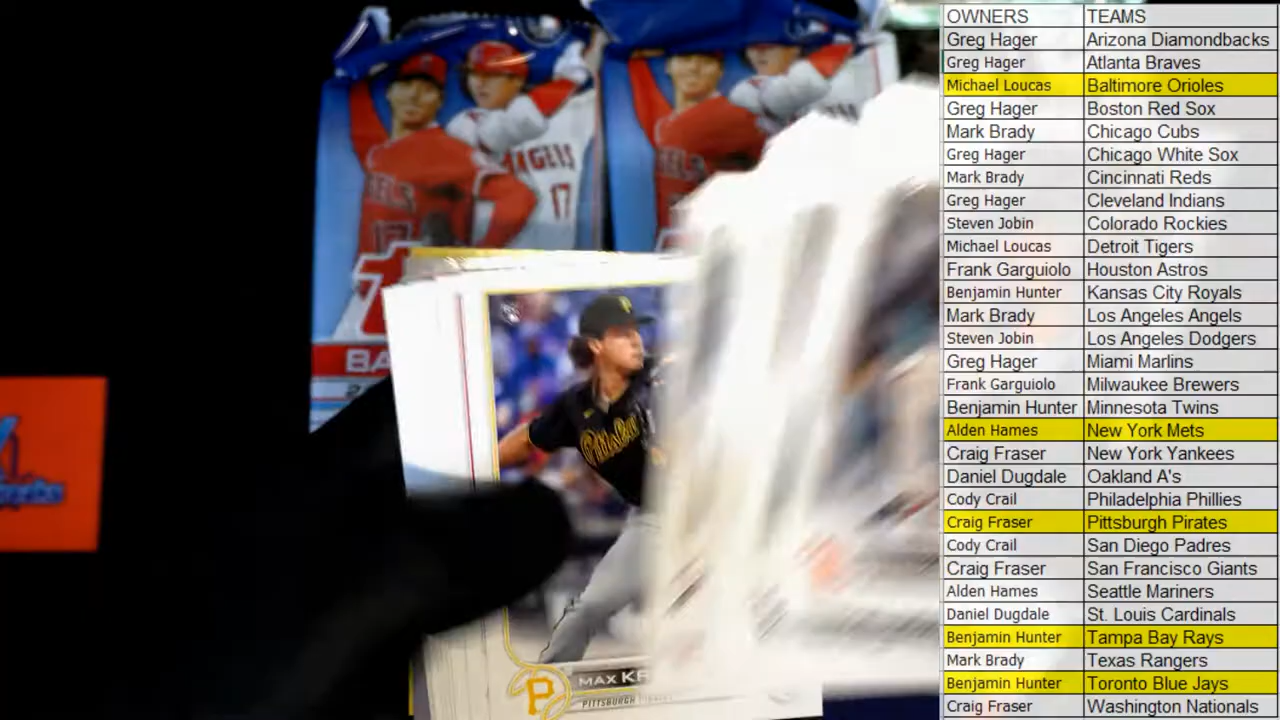 OWNERS TEAMS
Greg Hager Arizona Diamondbacks
Greg Hager Atlanta Braves
Michael Loucas Baltimore Orioles
Greg Hager Boston Red Sox
Mark Brady Chicago Cubs
Greg Hager Chicago White Sox
Mark Brady Cincinnati Reds
Greg Hager Cleveland Indians
Steven Jobin Colorado Rockies
Michael Loucas Detroit Tigers
Frank Garguiolo Houston Astros
Benjamin Hunter Kansas City Royals
Mark Brady Los Angeles Angels
Steven Jobin Los Angeles Dodgers
Greg Hager Miami Marlins
Frank Garguiolo Milwaukee Brewers
Benjamin Hunter Minnesota Twins
Alden Hames New York Mets
Craig Fraser New York Yankees
Daniel Dugdale Oakland A's
Cody Crail Philadelphia Phillies
Craig Fraser Pittsburgh Pirates
Cody Crail San Diego Padres
Craig Fraser San Francisco Giants
Alden Hames Seattle Mariners
Daniel Dugdale St. Louis Cardinals
Benjamin Hunter Tampa Bay Rays
Mark Brady Texas Rangers
Benjamin Hunter Toronto Blue Jays
Craig Fraser Washington Nationals
ANGELS
17
BA
P
MAX
PITTSBURGH